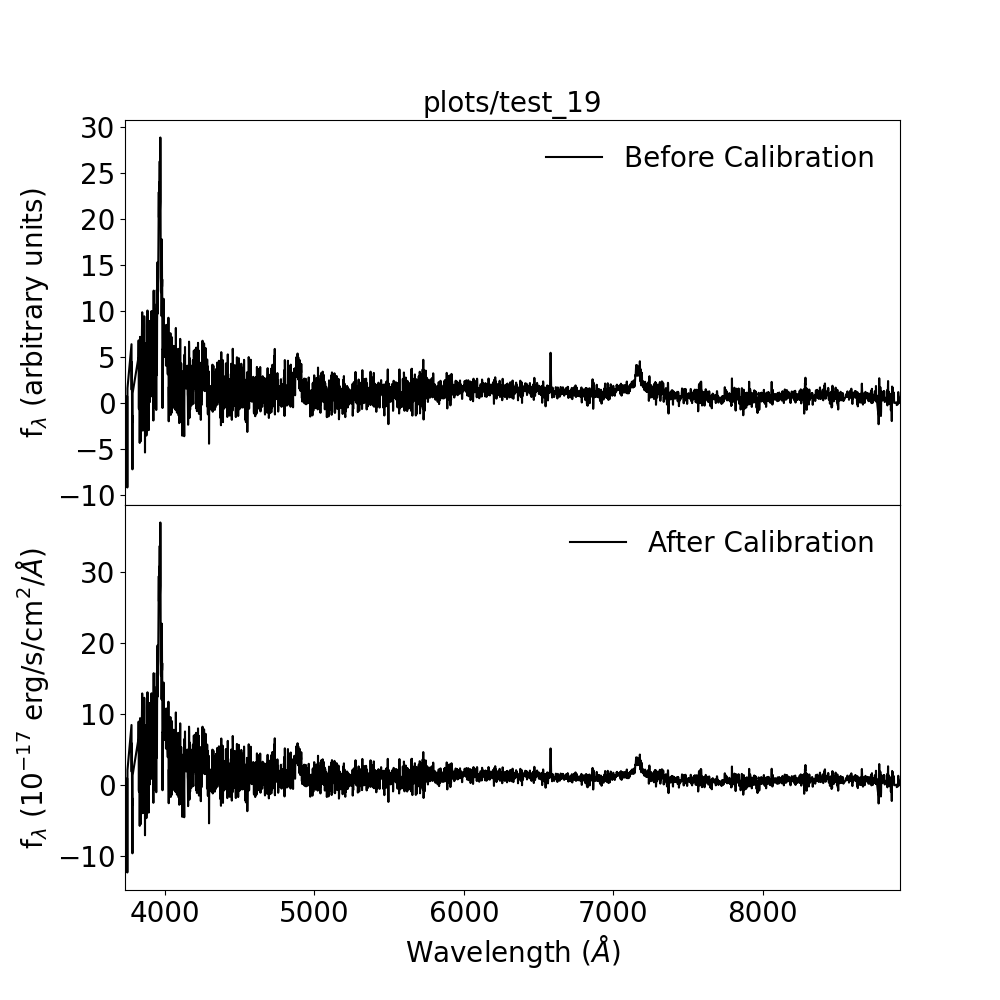 plots/test_19
30
25
20
15
10
5
0
−5
−10
f_λ (arbitrary units)
Before Calibration
30
20
10
0
−10
f_λ (10^−17 erg/s/cm^2/Å)
After Calibration
4000 5000 6000 7000 8000
Wavelength (Å)